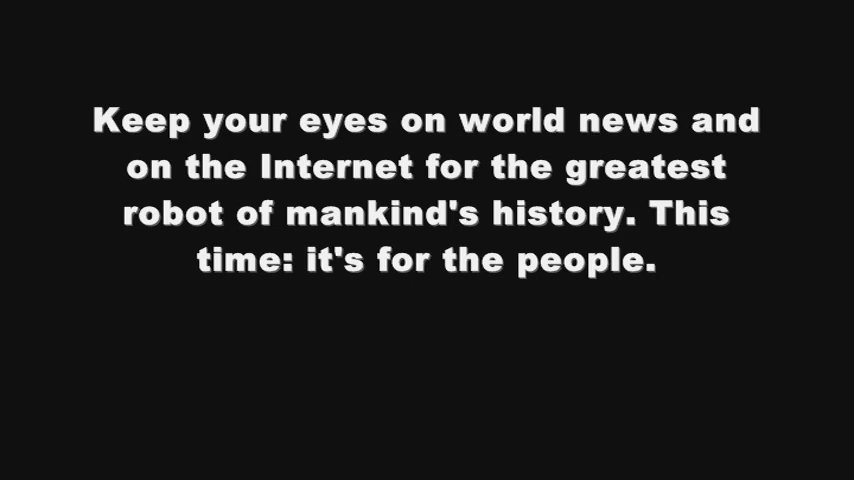 Keep your eyes on world news and
on the Internet for the greatest
robot of mankind's history. This
time: it's for the people.